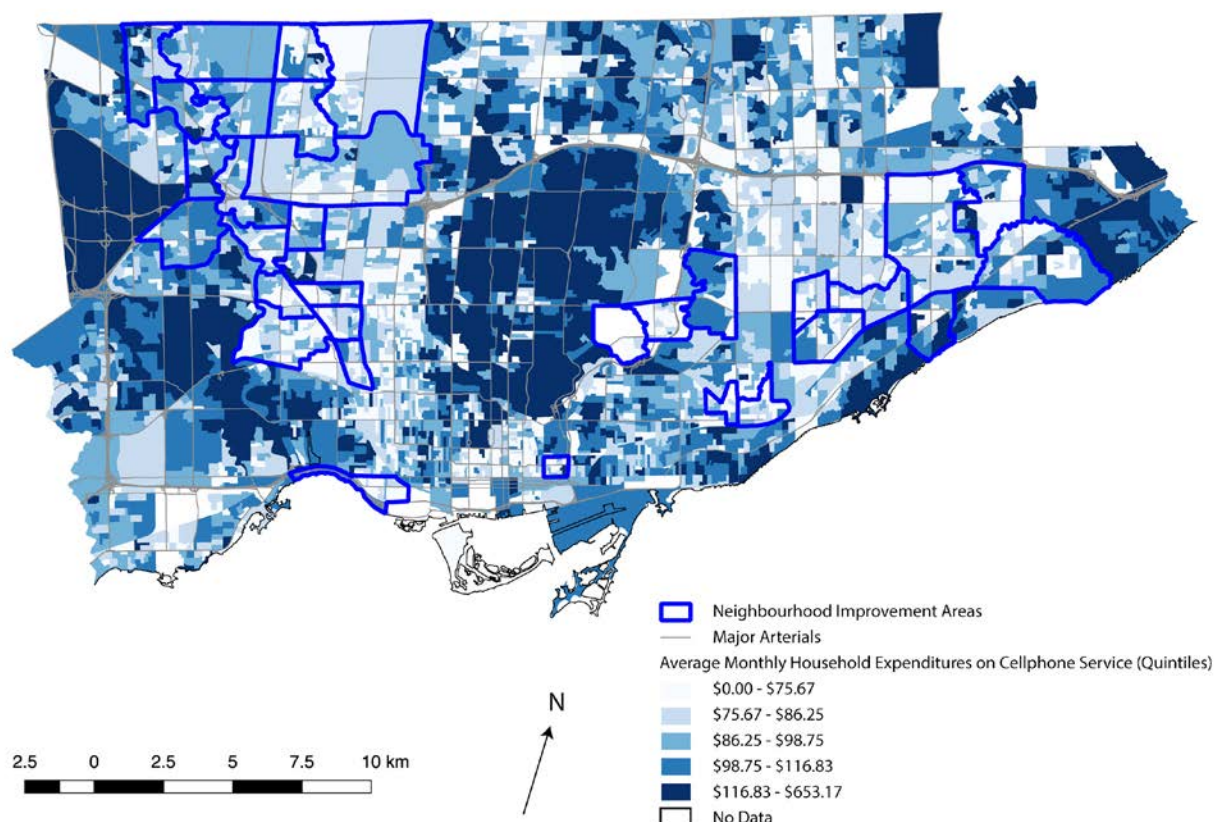 Neighbourhood Improvement Areas
Major Arterials
Average Monthly Household Expenditures on Cellphone Service (Quintiles)
$0.00 - $75.67
$75.67 - $86.25
$86.25 - $98.75
$98.75 - $116.83
$116.83 - $653.17
No Data
N
2.5 0 2.5 5 7.5 10 km